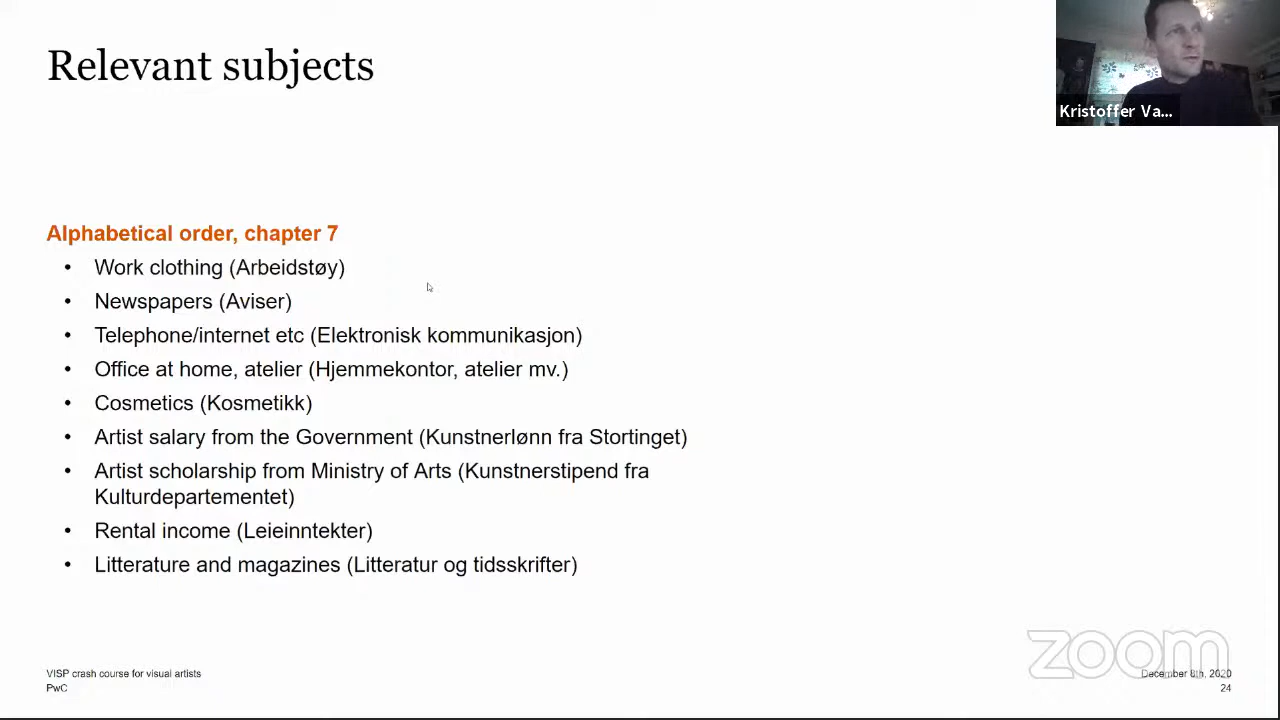 Relevant subjects
Kristoffer Va...
Alphabetical order, chapter 7
• Work clothing (Arbeidstøy)
• Newspapers (Aviser)
• Telephone/internet etc (Elektronisk kommunikasjon)
• Office at home, atelier (Hjemmekontor, atelier mv.)
• Cosmetics (Kosmetikk)
• Artist salary from the Government (Kunstnerlønn fra Stortinget)
• Artist scholarship from Ministry of Arts (Kunstnerstipend fra
Kulturdepartementet)
• Rental income (Leieinntekter)
• Litterature and magazines (Litteratur og tidsskrifter)
zoom
VISP crash course for visual artists
December 8th, 2020
PwC
24